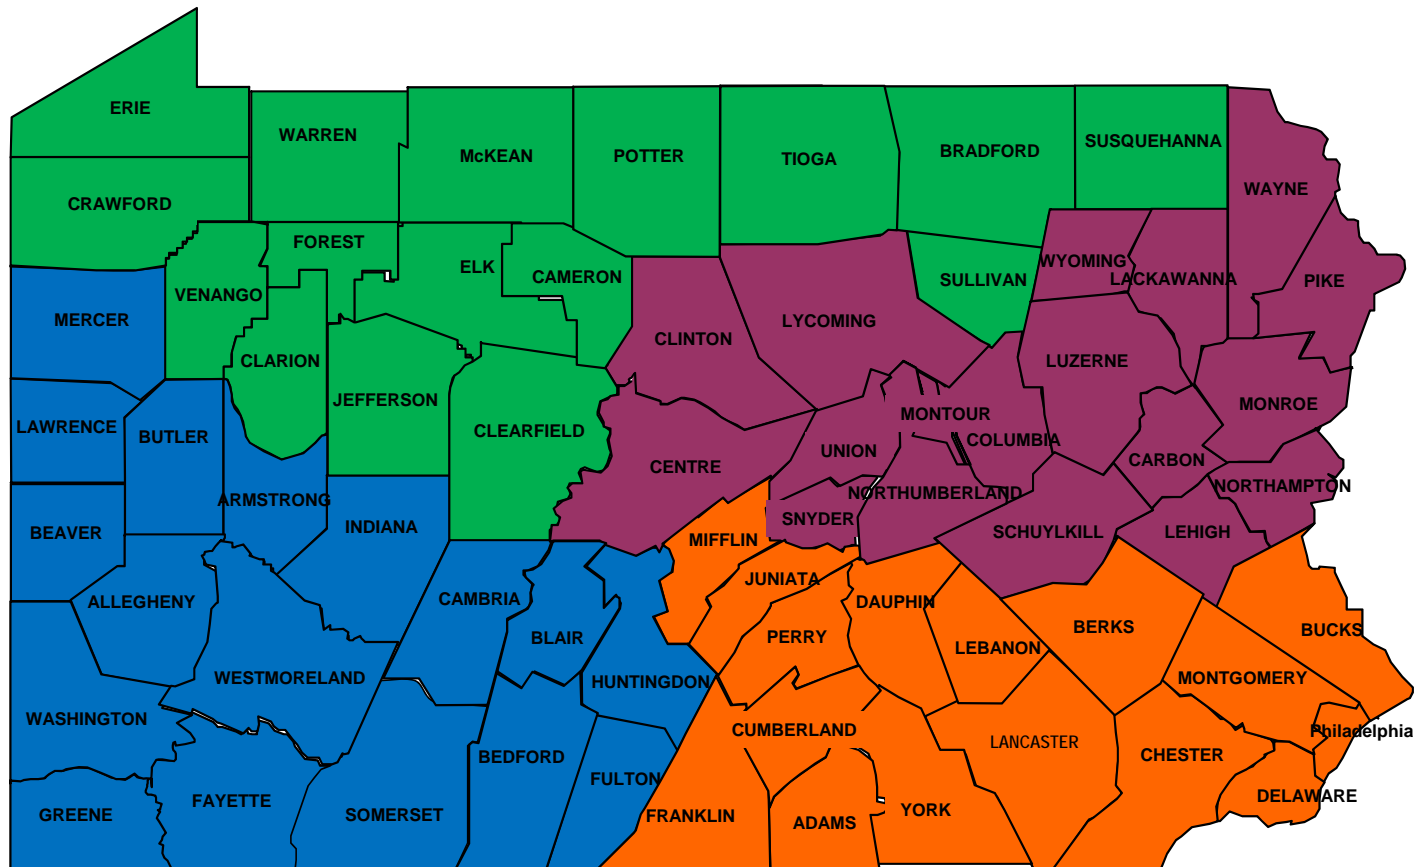 ERIE
WARREN
McKEAN
POTTER
TIOGA
BRADFORD
SUSQUEHANNA
WAYNE
CRAWFORD
FOREST
ELK
CAMERON
SULLIVAN
WYOMING
LACKAWANNA
PIKE
VENANGO
MERCER
CLINTON
LYCOMING
CLARION
LUZERNE
JEFFERSON
MONROE
LAWRENCE
BUTLER
CLEARFIELD
MONTOUR
COLUMBIA
UNION
CENTRE
CARBON
ARMSTRONG
NORTHUMBERLAND
NORTHAMPTON
BEAVER
INDIANA
SNYDER
SCHUYLKILL
LEHIGH
MIFFLIN
JUNIATA
ALLEGHENY
CAMBRIA
DAUPHIN
BERKS
BUCKS
BLAIR
PERRY
LEBANON
WESTMORELAND
HUNTINGDON
MONTGOMERY
WASHINGTON
CUMBERLAND
LANCASTER
Philadelphia
BEDFORD
CHESTER
FULTON
DELAWARE
GREENE
FAYETTE
SOMERSET
FRANKLIN
ADAMS
YORK